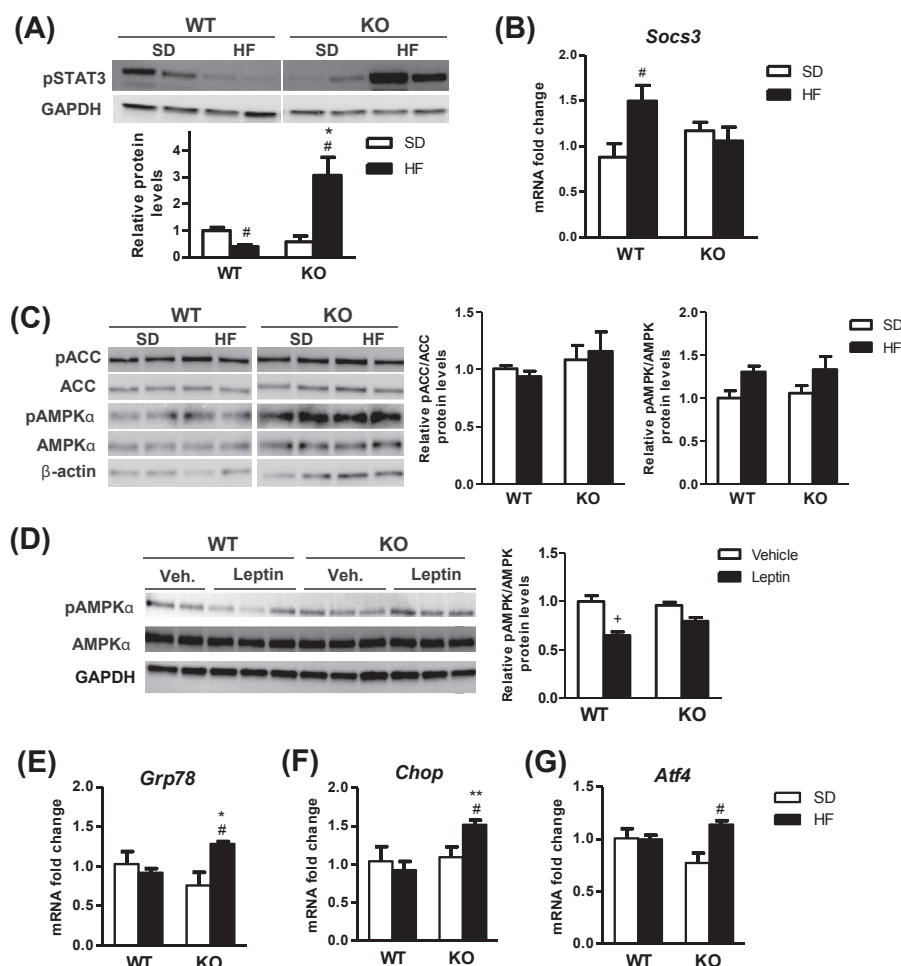 (A)
WT KO
SD HF SD HF
pSTAT3
GAPDH
Relative protein
levels
4
3
2
1
0
#
*
#
WT KO
SD
HF
(B)
Socs3
mRNA fold change
2.0
1.5
1.0
0.5
0.0
#
WT KO
SD
HF
(C)
WT KO
SD HF SD HF
pACC
ACC
pAMPKα
AMPKα
β-actin
Relative pACC/ACC
protein levels
1.5
1.0
0.5
0.0
WT KO
Relative pAMPK/AMPK
protein levels
2.0
1.5
1.0
0.5
0.0
WT KO
SD
HF
(D)
WT KO
Veh. Leptin Veh. Leptin
pAMPKα
AMPKα
GAPDH
Relative pAMPK/AMPK
protein levels
1.5
1.0
0.5
0.0
+
WT KO
Vehicle
Leptin
(E)
Grp78
mRNA fold change
2.0
1.5
1.0
0.5
0.0
*
#
WT KO
(F)
Chop
mRNA fold change
2.0
1.5
1.0
0.5
0.0
**
#
WT KO
(G)
Atf4
mRNA fold change
1.5
1.0
0.5
0.0
#
WT KO
SD
HF